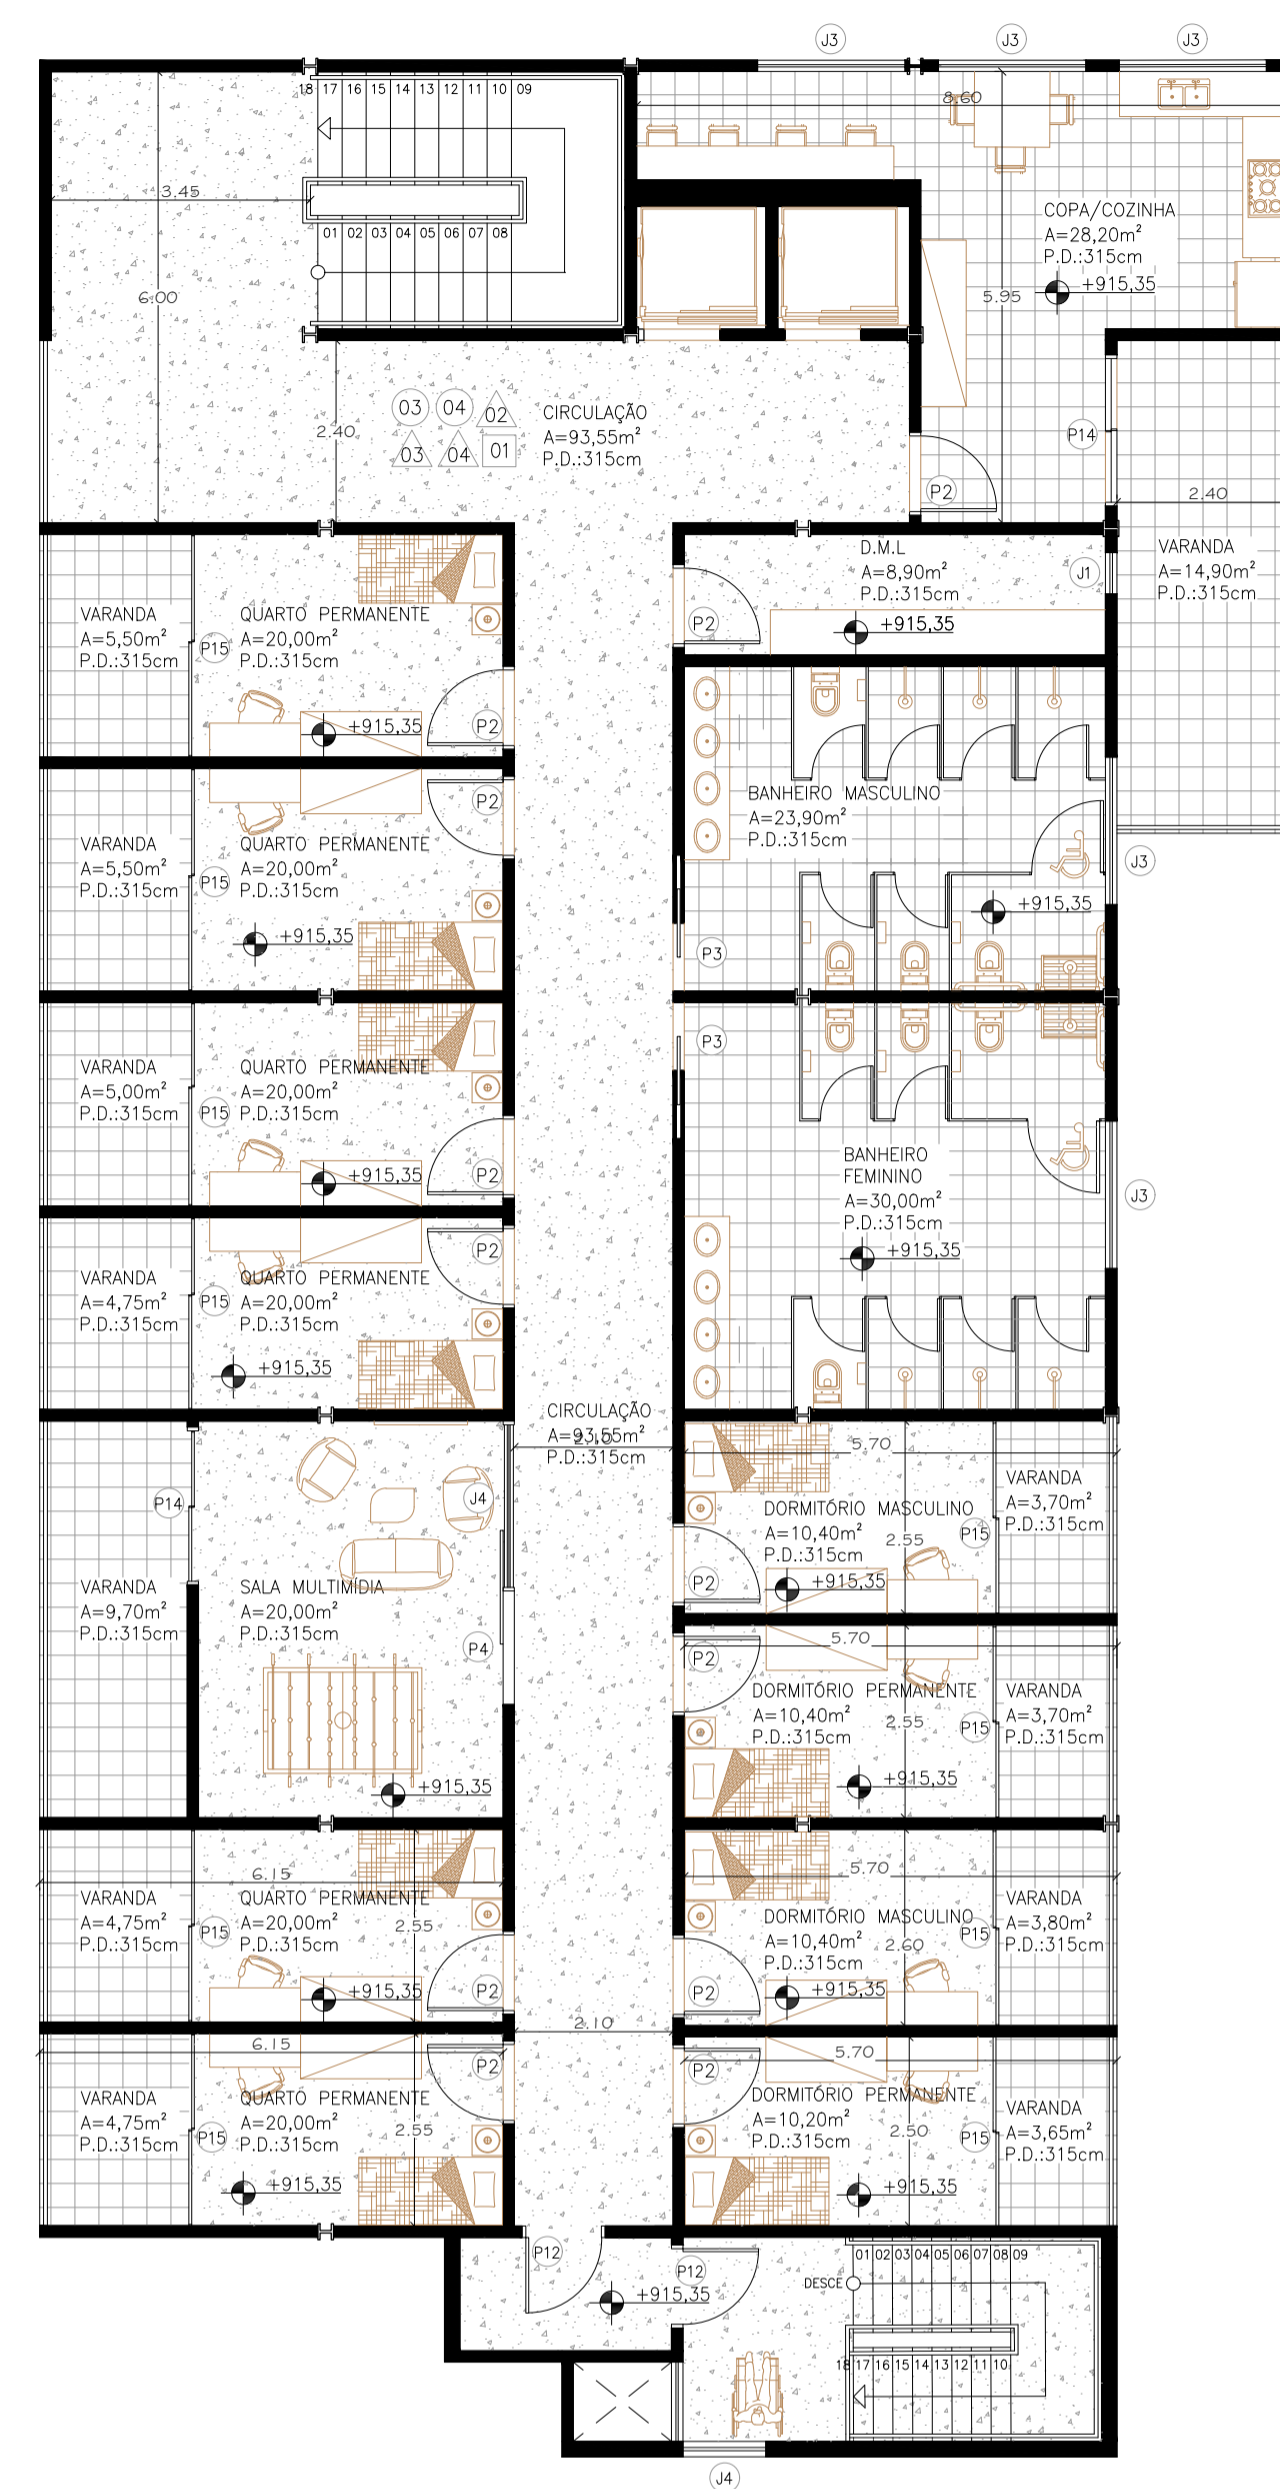 J3
J3
J3
18 17 16 15 14 13 12 11 10 09
8.60
3.45
01 02 03 04 05 06 07 08
COPA/COZINHA
A=28,20m²
P.D.:315cm
+915,35
6.00
5.95
03 04 02
03 04 01
CIRCULAÇÃO
A=93,55m²
P.D.:315cm
2.40
P14
P2
2.40
D.M.L
A=8,90m²
P.D.:315cm
J1
+915,35
P2
VARANDA
A=14,90m²
P.D.:315cm
VARANDA
A=5,50m²
P.D.:315cm
P15
QUARTO PERMANENTE
A=20,00m²
P.D.:315cm
+915,35
P2
P2
BANHEIRO MASCULINO
A=23,90m²
P.D.:315cm
VARANDA
A=5,50m²
P.D.:315cm
P15
QUARTO PERMANENTE
A=20,00m²
P.D.:315cm
+915,35
J3
+915,35
P3
P3
VARANDA
A=5,00m²
P.D.:315cm
P15
QUARTO PERMANENTE
A=20,00m²
P.D.:315cm
+915,35
P2
BANHEIRO
FEMININO
A=30,00m²
P.D.:315cm
+915,35
J3
P2
VARANDA
A=4,75m²
P.D.:315cm
P15
QUARTO PERMANENTE
A=20,00m²
P.D.:315cm
+915,35
CIRCULAÇÃO
A=93,55m²
2.10
P.D.:315cm
5.70
P14
J4
DORMITÓRIO MASCULINO
A=10,40m²
P.D.:315cm
2.55
+915,35
P15
P2
VARANDA
A=3,70m²
P.D.:315cm
VARANDA
A=9,70m²
P.D.:315cm
SALA MULTIMÍDIA
A=20,00m²
P.D.:315cm
P4
+915,35
5.70
P2
DORMITÓRIO PERMANENTE
A=10,40m²
P.D.:315cm
2.55
+915,35
P15
VARANDA
A=3,70m²
P.D.:315cm
6.15
VARANDA
A=4,75m²
P.D.:315cm
P15
QUARTO PERMANENTE
A=20,00m²
P.D.:315cm
2.55
+915,35
P2
5.70
DORMITÓRIO MASCULINO
A=10,40m²
P.D.:315cm
2.60
+915,35
P15
P2
VARANDA
A=3,80m²
P.D.:315cm
2.10
6.15
P2
VARANDA
A=4,75m²
P.D.:315cm
P15
QUARTO PERMANENTE
A=20,00m²
P.D.:315cm
2.55
+915,35
5.70
P2
DORMITÓRIO PERMANENTE
A=10,20m²
P.D.:315cm
2.50
+915,35
P15
VARANDA
A=3,65m²
P.D.:315cm
P12
P12
+915,35
01 02 03 04 05 06 07 08 09
DESCE
18 17 16 15 14 13 12 11 10
J4